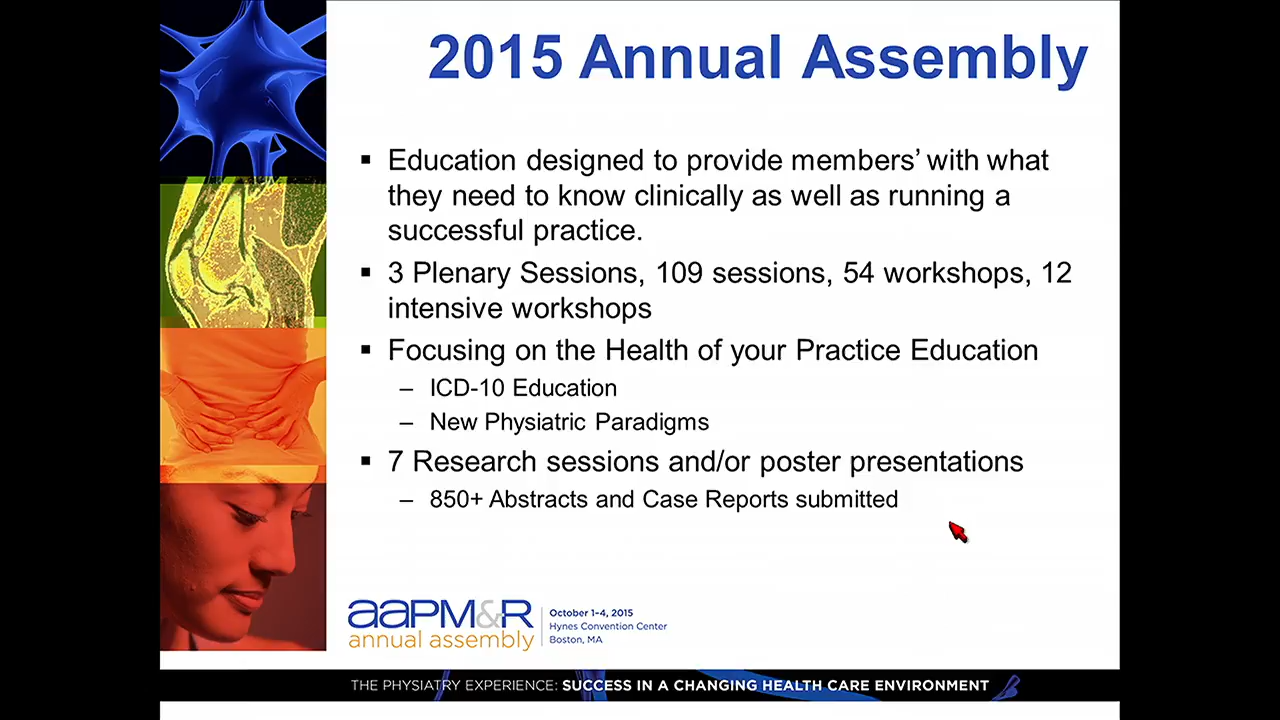 2015 Annual Assembly
▪ Education designed to provide members’ with what
they need to know clinically as well as running a
successful practice.
▪ 3 Plenary Sessions, 109 sessions, 54 workshops, 12
intensive workshops
▪ Focusing on the Health of your Practice Education
– ICD-10 Education
– New Physiatric Paradigms
▪ 7 Research sessions and/or poster presentations
– 850+ Abstracts and Case Reports submitted
aaPM&R
annual assembly
October 1-4, 2015
Hynes Convention Center
Boston, MA
THE PHYSIATRY EXPERIENCE: SUCCESS IN A CHANGING HEALTH CARE ENVIRONMENT